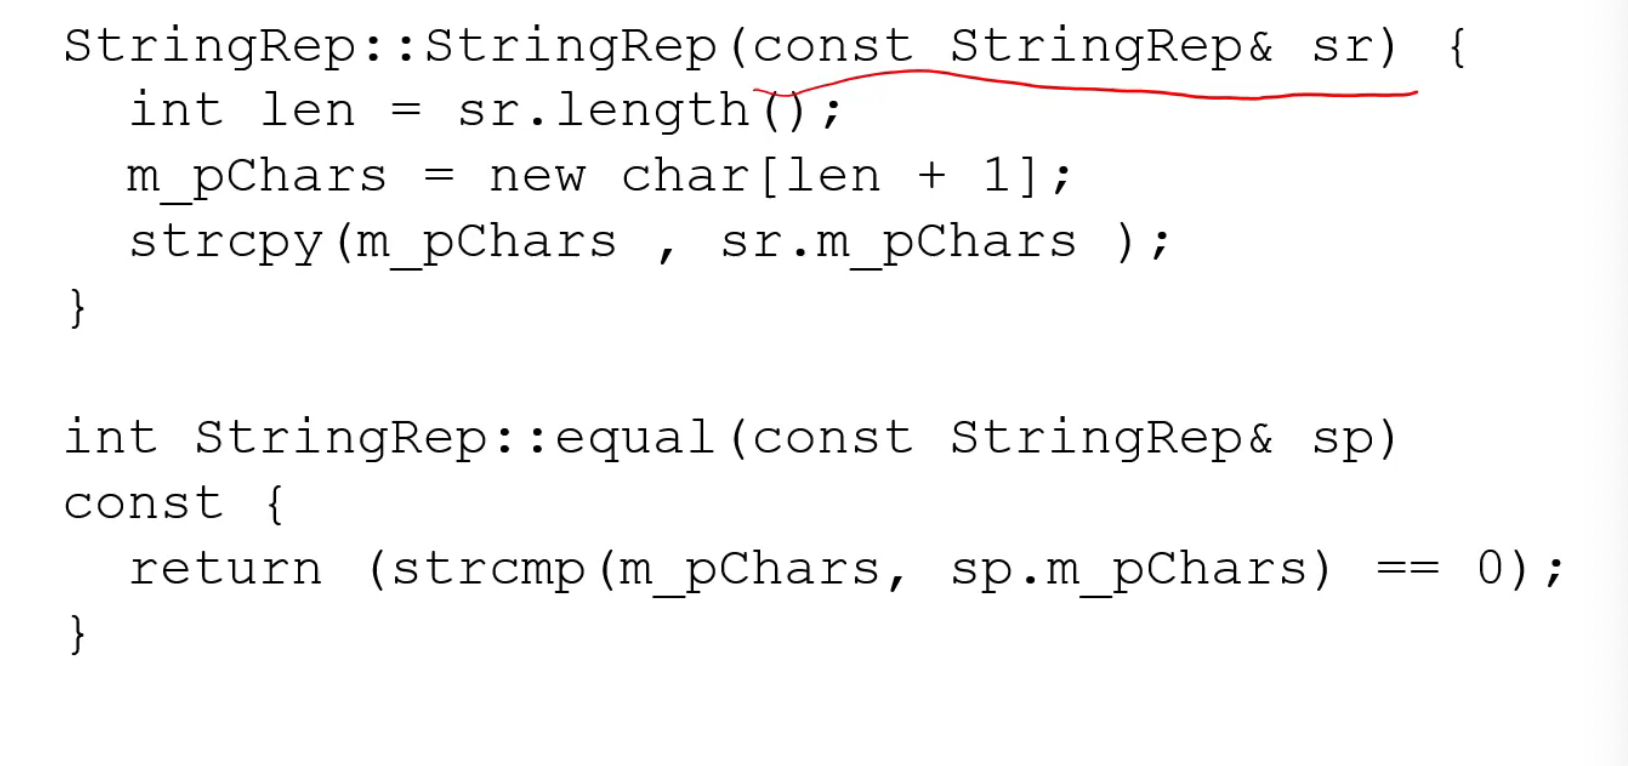 StringRep::StringRep(const StringRep& sr) {
  int len = sr.length();
  m_pChars = new char[len + 1];
  strcpy(m_pChars , sr.m_pChars );
}
int StringRep::equal(const StringRep& sp)
const {
  return (strcmp(m_pChars, sp.m_pChars) == 0);
}